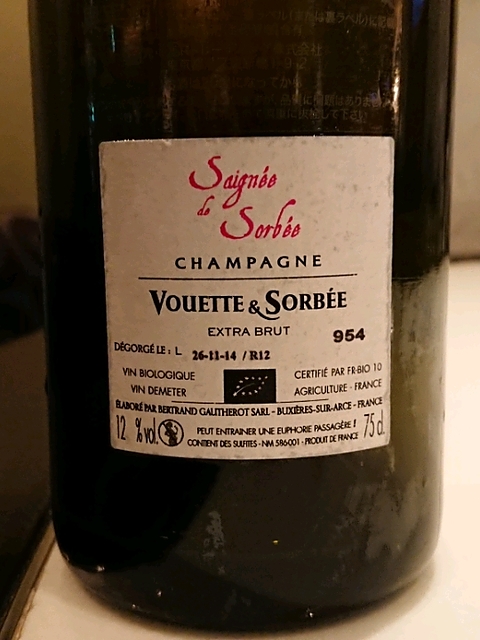 Saignée
de Sorbée
CHAMPAGNE
VOUETTE & SORBÉE
EXTRA BRUT
954
DÉGORGÉ LE : L 26-11-14 / R12
VIN BIOLOGIQUE
CERTIFIÉ PAR FR-BIO 10
VIN DEMETER
AGRICULTURE - FRANCE
ÉLABORÉ PAR BERTRAND GAUTHEROT SARL - BUXIÈRES-SUR-ARCE - FRANCE
12 % vol.
PEUT ENTRAINER UNE EUPHORIE PASSAGÈRE !
CONTIENT DES SULFITES - NM 586001 - PRODUIT DE FRANCE
75 cl